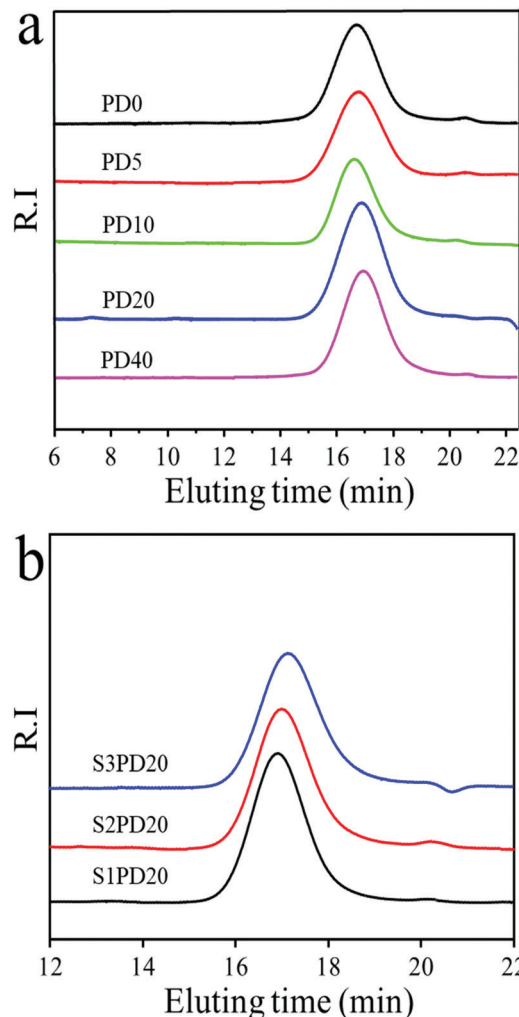 a
PD0
PD5
PD10
PD20
PD40
R.I
6 8 10 12 14 16 18 20 22
Eluting time (min)
b
S3PD20
S2PD20
S1PD20
R.I
12 14 16 18 20 22
Eluting time (min)